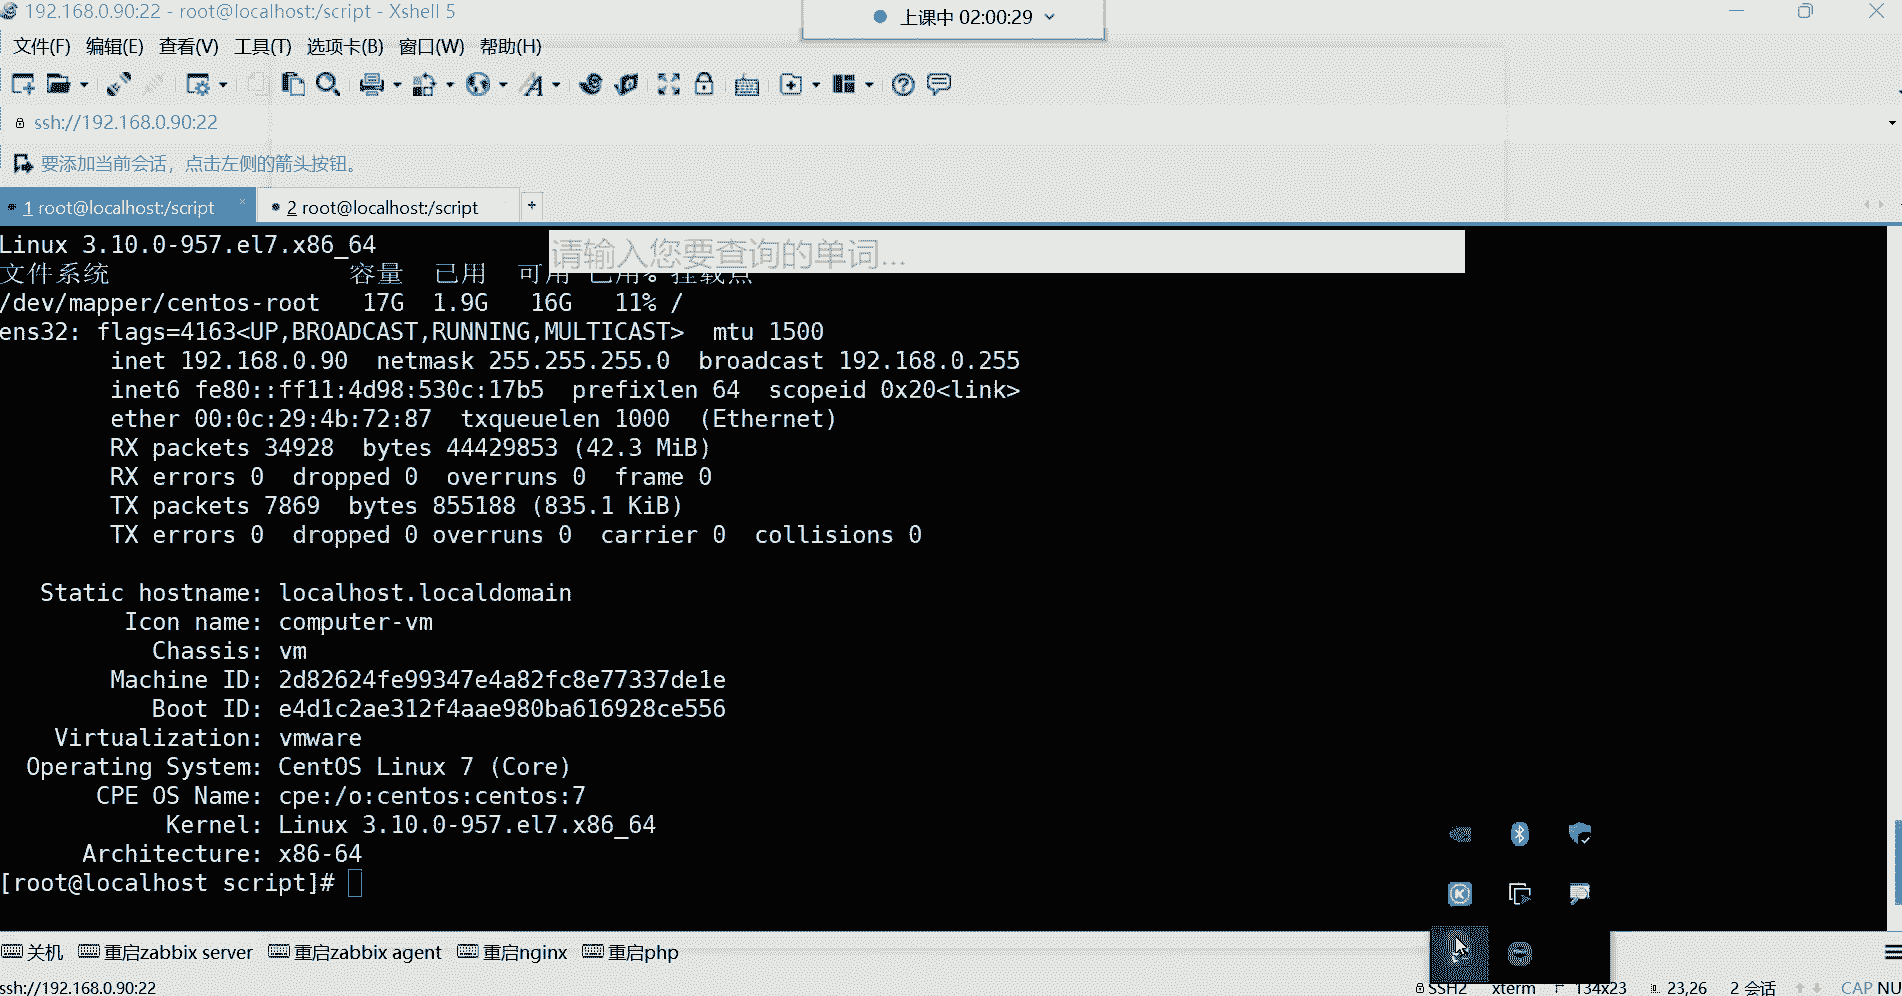 192.168.0.90:22 - root@localhost:/script - Xshell 5
上课中 02:00:29
文件(F) 编辑(E) 查看(V) 工具(T) 选项卡(B) 窗口(W) 帮助(H)
ssh://192.168.0.90:22
要添加当前会话，点击左侧的箭头按钮。
1 root@localhost:/script
2 root@localhost:/script
Linux 3.10.0-957.el7.x86_64
请输入您要查询的单词...
文件系统 容量 已用 可用 已用% 挂载点
/dev/mapper/centos-root 17G 1.9G 16G 11% /
ens32: flags=4163<UP,BROADCAST,RUNNING,MULTICAST> mtu 1500
inet 192.168.0.90 netmask 255.255.255.0 broadcast 192.168.0.255
inet6 fe80::ff11:4d98:530c:17b5 prefixlen 64 scopeid 0x20<link>
ether 00:0c:29:4b:72:87 txqueuelen 1000 (Ethernet)
RX packets 34928 bytes 44429853 (42.3 MiB)
RX errors 0 dropped 0 overruns 0 frame 0
TX packets 7869 bytes 855188 (835.1 KiB)
TX errors 0 dropped 0 overruns 0 carrier 0 collisions 0
Static hostname: localhost.localdomain
Icon name: computer-vm
Chassis: vm
Machine ID: 2d82624fe99347e4a82fc8e77337de1e
Boot ID: e4d1c2ae312f4aae980ba616928ce556
Virtualization: vmware
Operating System: CentOS Linux 7 (Core)
CPE OS Name: cpe:/o:centos:centos:7
Kernel: Linux 3.10.0-957.el7.x86_64
Architecture: x86-64
[root@localhost script]#
关机 重启zabbix server 重启zabbix agent 重启nginx 重启php
ssh://192.168.0.90:22 SSH2 xterm 134x23 23,26 2 会话 CAP NU